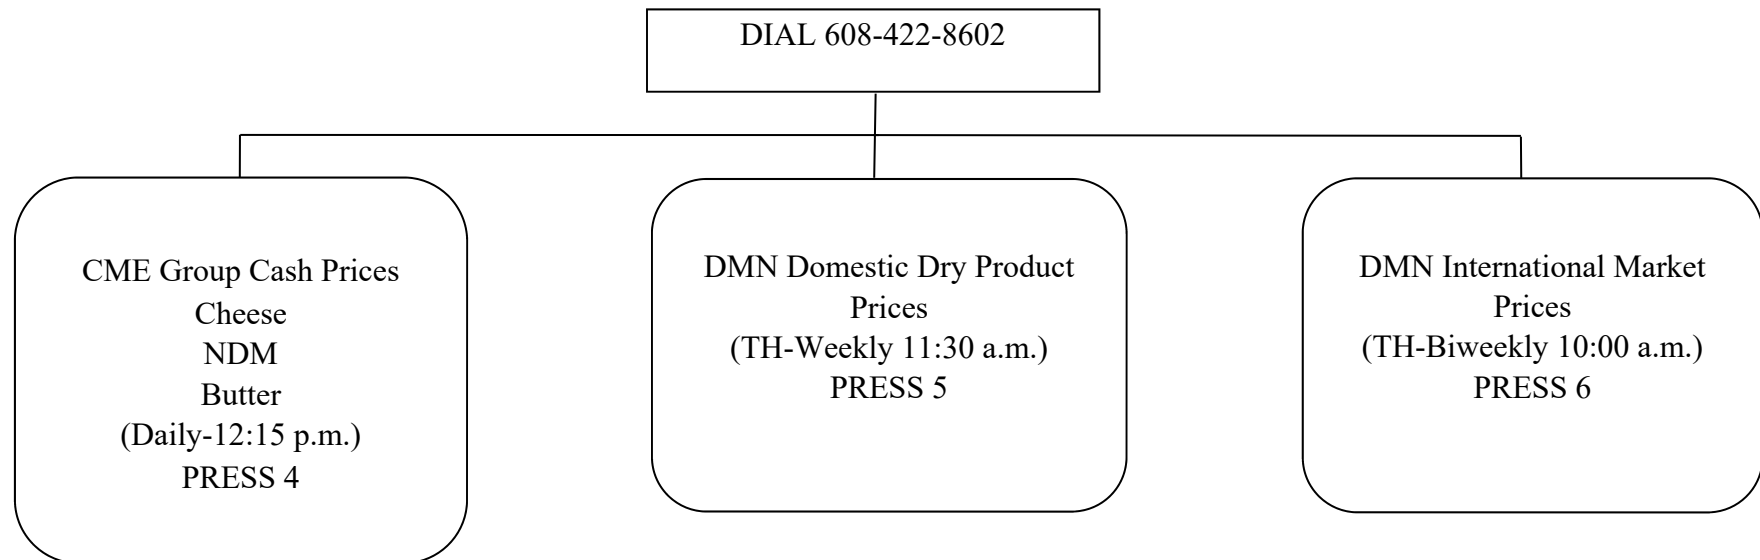 DIAL 608-422-8602
CME Group Cash Prices
Cheese
NDM
Butter
(Daily-12:15 p.m.)
PRESS 4
DMN Domestic Dry Product
Prices
(TH-Weekly 11:30 a.m.)
PRESS 5
DMN International Market
Prices
(TH-Biweekly 10:00 a.m.)
PRESS 6